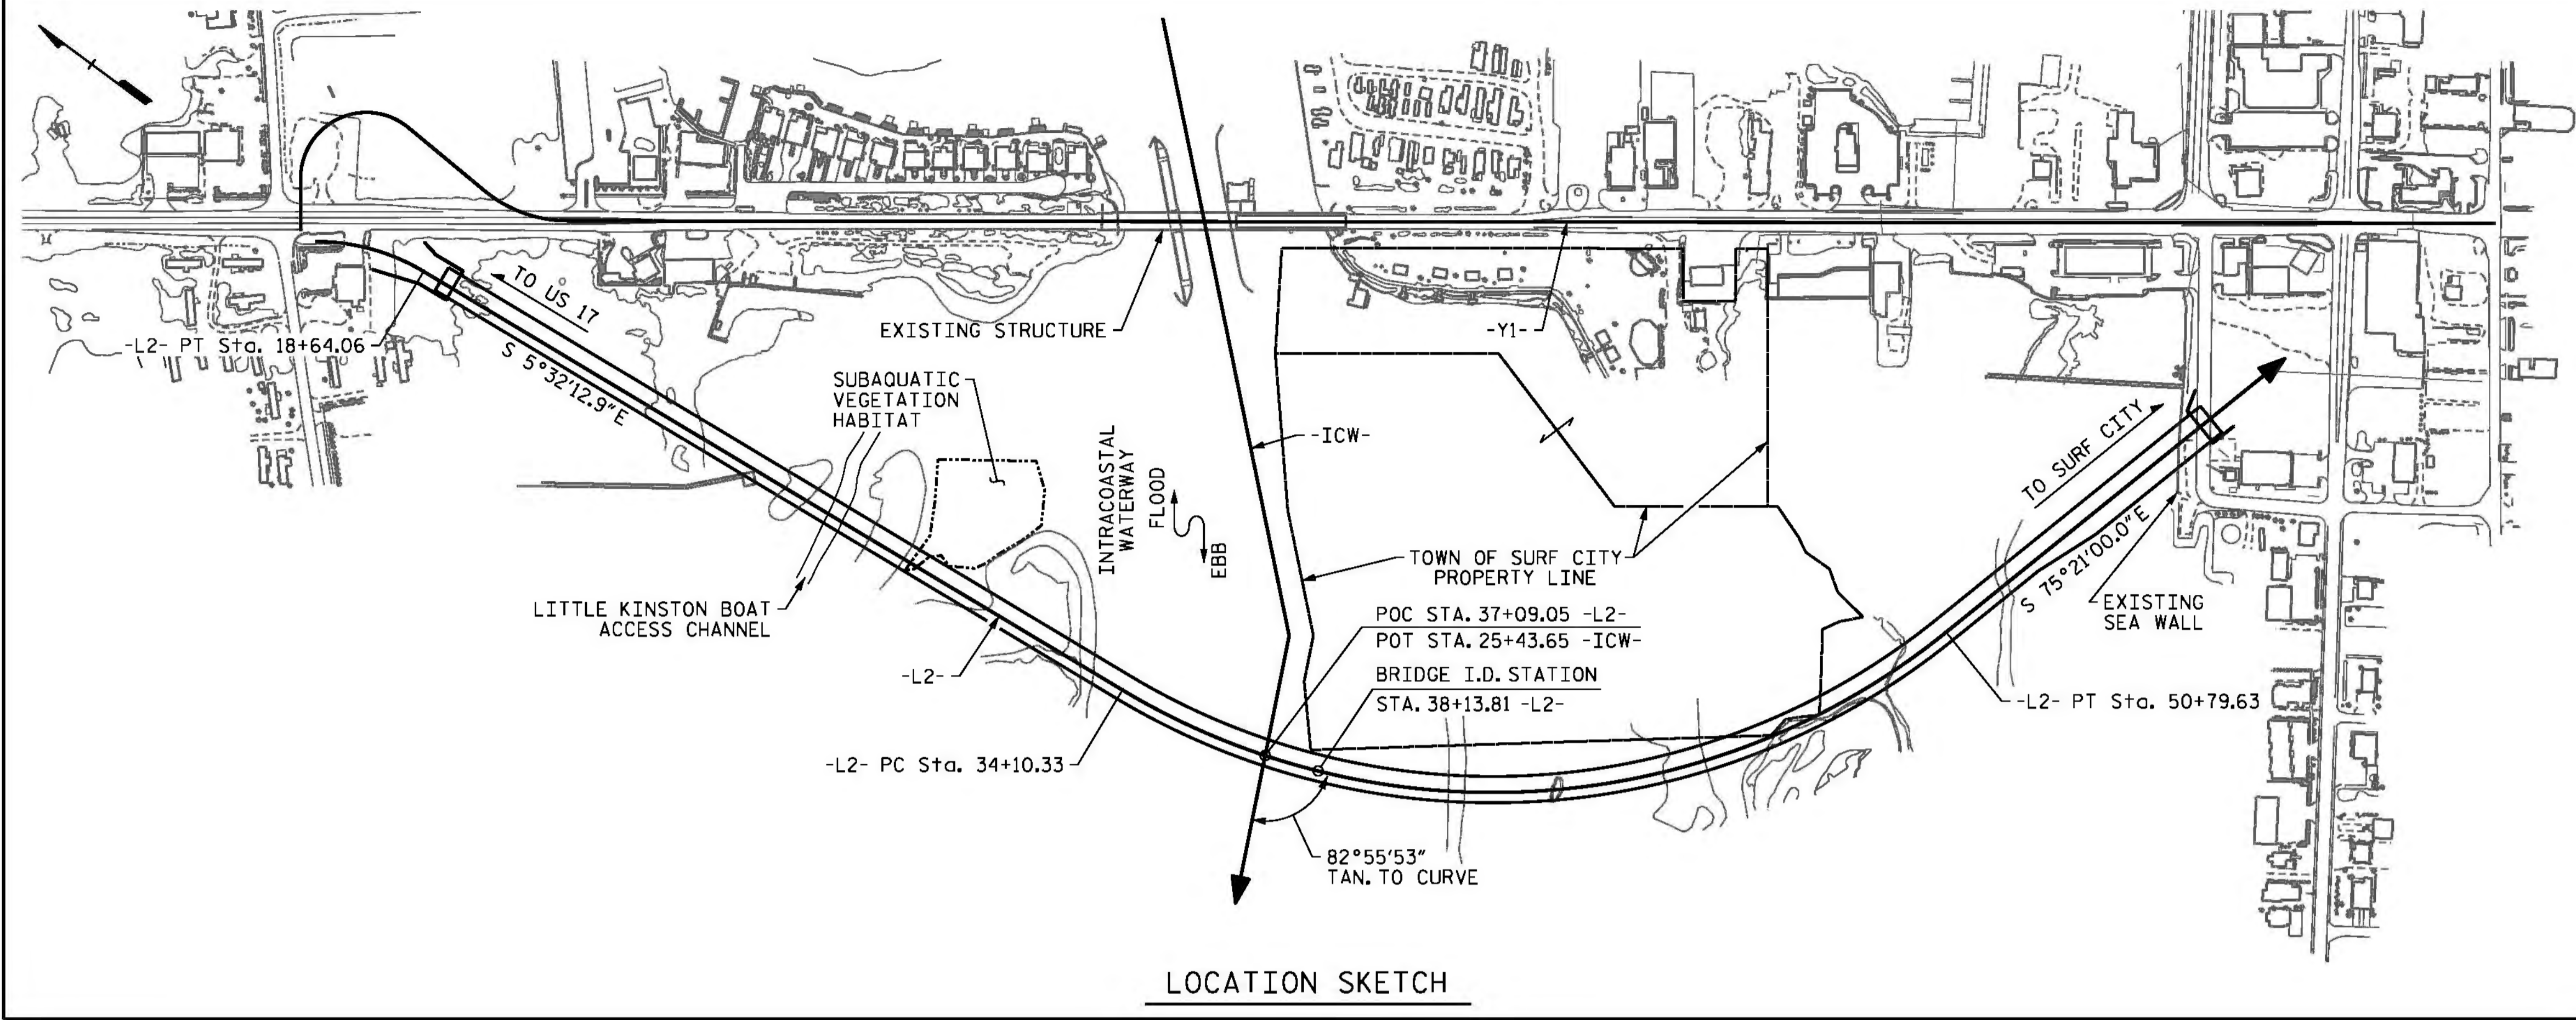 TO US 17
-L2- PT Sta. 18+64.06
S 5°32'12.9"E
EXISTING STRUCTURE
-Y1-
SUBAQUATIC
VEGETATION
HABITAT
-ICW-
INTRACOASTAL
WATERWAY
FLOOD
EBB
TO SURF CITY
S 75°21'00.0"E
TOWN OF SURF CITY
PROPERTY LINE
LITTLE KINSTON BOAT
ACCESS CHANNEL
POC STA. 37+09.05 -L2-
POT STA. 25+43.65 -ICW-
EXISTING
SEA WALL
-L2-
BRIDGE I.D. STATION
STA. 38+13.81 -L2-
-L2- PT Sta. 50+79.63
-L2- PC Sta. 34+10.33
82°55'53"
TAN. TO CURVE
LOCATION SKETCH